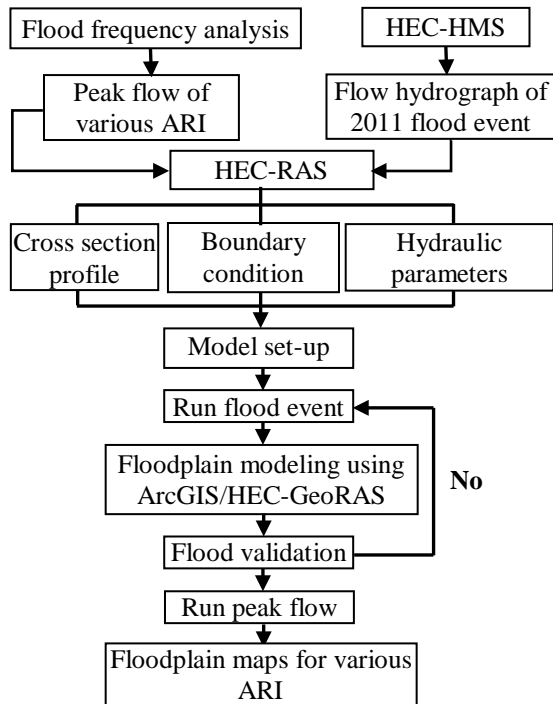 Flood frequency analysis
HEC-HMS
Peak flow of
various ARI
Flow hydrograph of
2011 flood event
HEC-RAS
Cross section
profile
Boundary
condition
Hydraulic
parameters
Model set-up
Run flood event
Floodplain modeling using
ArcGIS/HEC-GeoRAS
No
Flood validation
Run peak flow
Floodplain maps for various
ARI